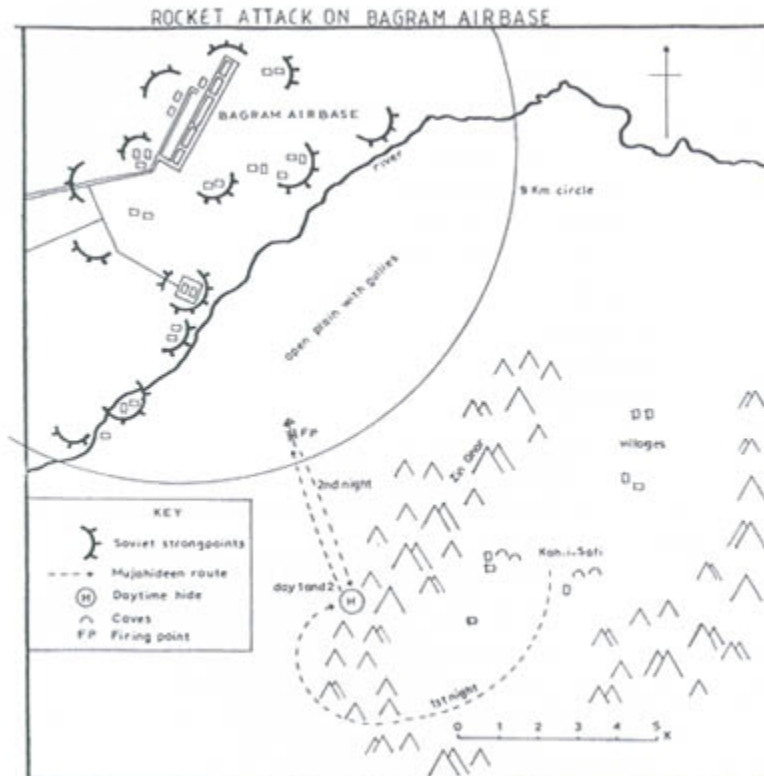 ROCKET ATTACK ON BAGRAM AIRBASE
BAGRAM AIRBASE
river
9 Km circle
open plain with gullies
FP
2nd night
villages
day 1 and 2
H
1st night
0 1 2 3 4 5
K
KEY
Soviet strongpoints
Mujahideen route
H Daytime hide
Caves
FP Firing point